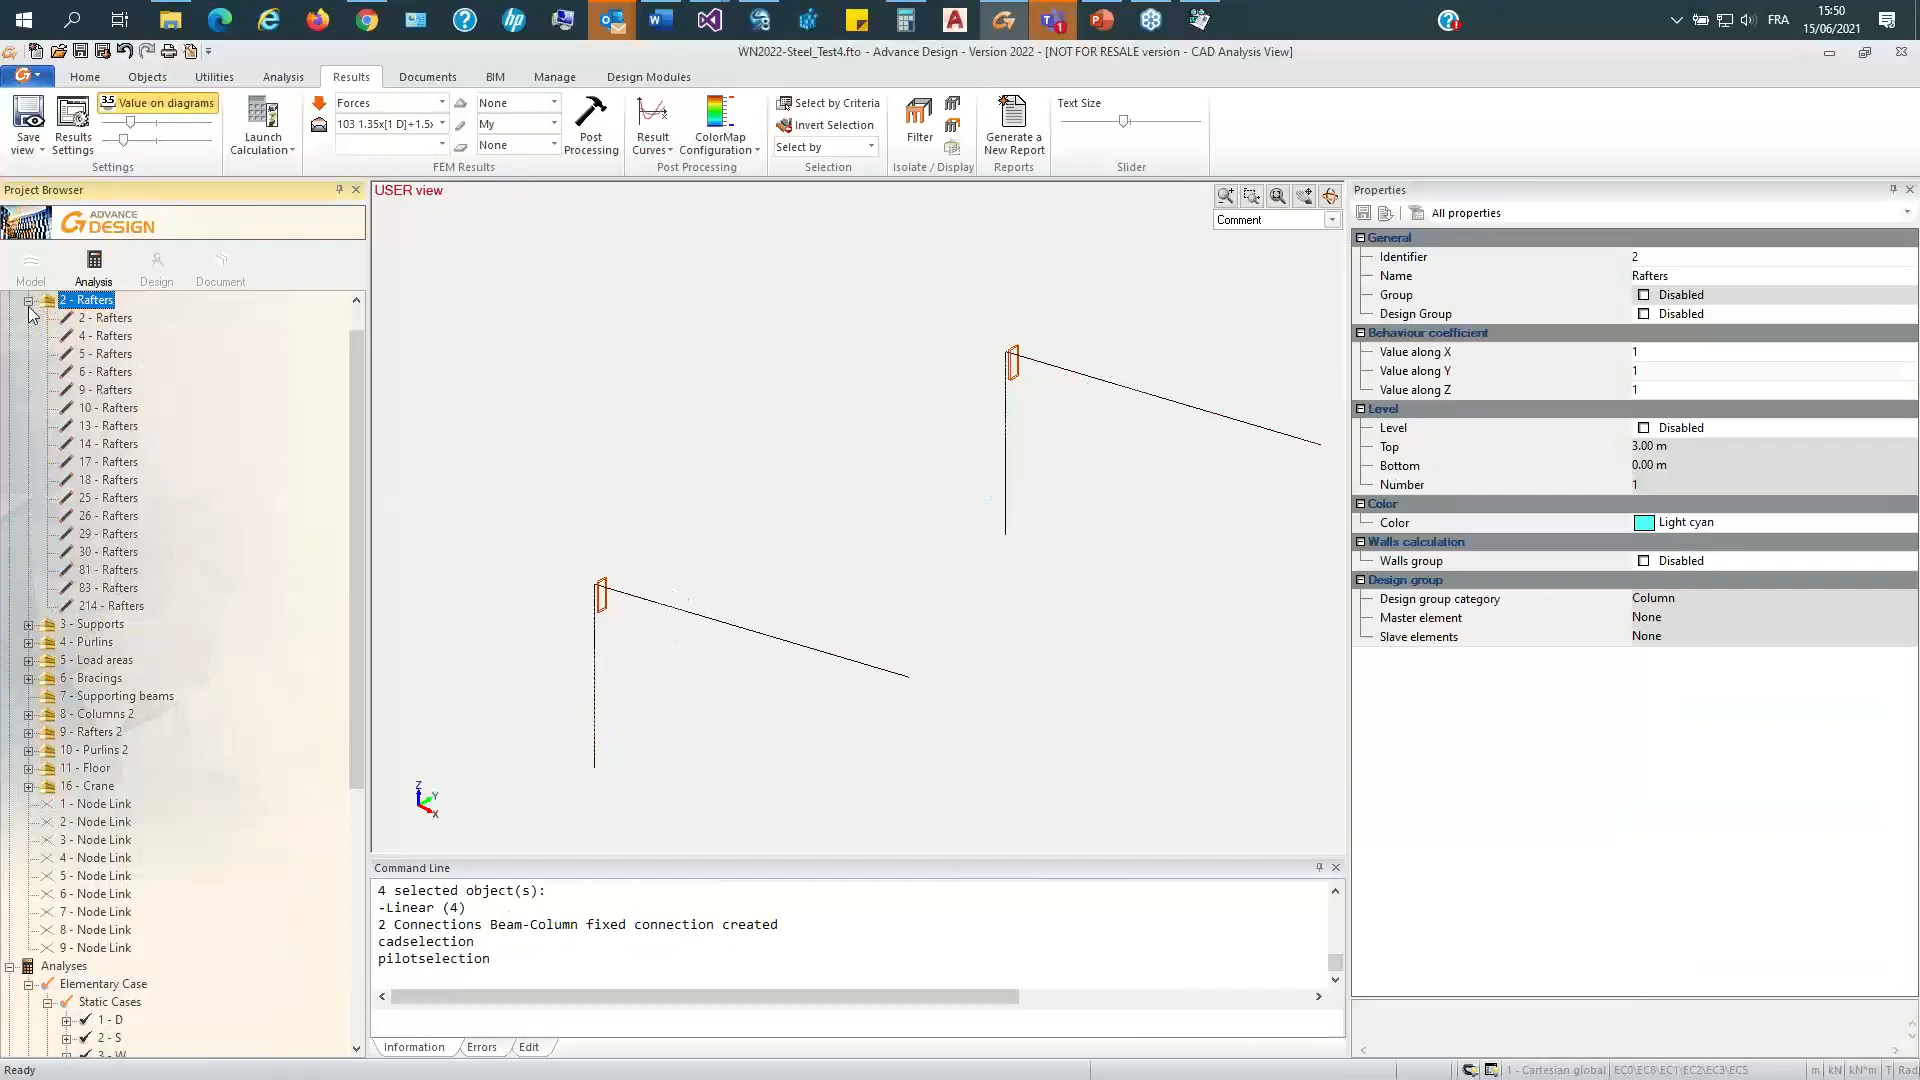 FRA
15:50
15/06/2021
WN2022-Steel_Test4.fto - Advance Design - Version 2022 - [NOT FOR RESALE version - CAD Analysis View]
Home
Objects
Utilities
Analysis
Results
Documents
BIM
Manage
Design Modules
Save view
Results Settings
3.5 Value on diagrams
Settings
Launch Calculation
Forces
103 1.35x[1 D]+1.5x
None
My
None
FEM Results
Post Processing
Result Curves
ColorMap Configuration
Post Processing
Select by Criteria
Invert Selection
Select by
Selection
Filter
Isolate / Display
Generate a New Report
Reports
Text Size
Slider
Project Browser
ADVANCE
DESIGN
Model
Analysis
Design
Document
2 - Rafters
2 - Rafters
4 - Rafters
5 - Rafters
6 - Rafters
9 - Rafters
10 - Rafters
13 - Rafters
14 - Rafters
17 - Rafters
18 - Rafters
25 - Rafters
26 - Rafters
29 - Rafters
30 - Rafters
81 - Rafters
83 - Rafters
214 - Rafters
3 - Supports
4 - Purlins
5 - Load areas
6 - Bracings
7 - Supporting beams
8 - Columns 2
9 - Rafters 2
10 - Purlins 2
11 - Floor
16 - Crane
1 - Node Link
2 - Node Link
3 - Node Link
4 - Node Link
5 - Node Link
6 - Node Link
7 - Node Link
8 - Node Link
9 - Node Link
Analyses
Elementary Case
Static Cases
1 - D
2 - S
3 - W
USER view
Comment
Z
Y
X
Command Line
4 selected object(s):
-Linear (4)
2 Connections Beam-Column fixed connection created
cadselection
pilotselection
Information
Errors
Edit
Properties
All properties
General
Identifier 2
Name Rafters
Group Disabled
Design Group Disabled
Behaviour coefficient
Value along X 1
Value along Y 1
Value along Z 1
Level
Level Disabled
Top 3.00 m
Bottom 0.00 m
Number 1
Color
Color Light cyan
Walls calculation
Walls group Disabled
Design group
Design group category Column
Master element None
Slave elements None
Ready
1 - Cartesian global
EC0\EC8\EC1\EC2\EC3\EC5
m
kN
kN*m
T
Rad